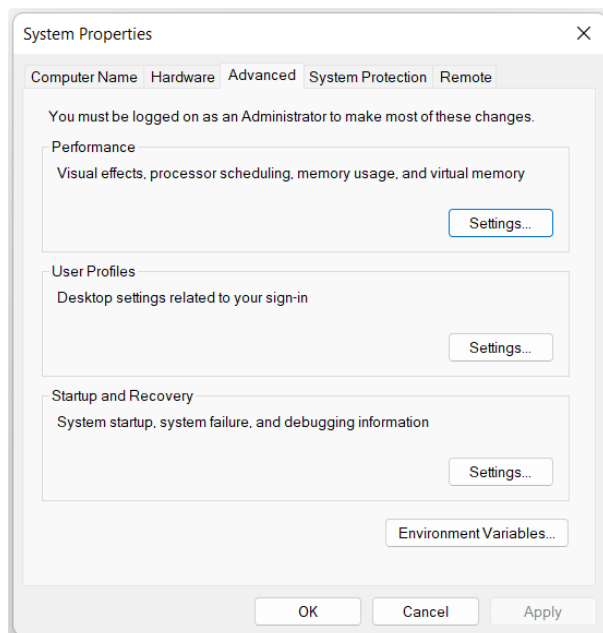 System Properties
Computer Name Hardware Advanced System Protection Remote
You must be logged on as an Administrator to make most of these changes.
Performance
Visual effects, processor scheduling, memory usage, and virtual memory
Settings...
User Profiles
Desktop settings related to your sign-in
Settings...
Startup and Recovery
System startup, system failure, and debugging information
Settings...
Environment Variables...
OK Cancel Apply